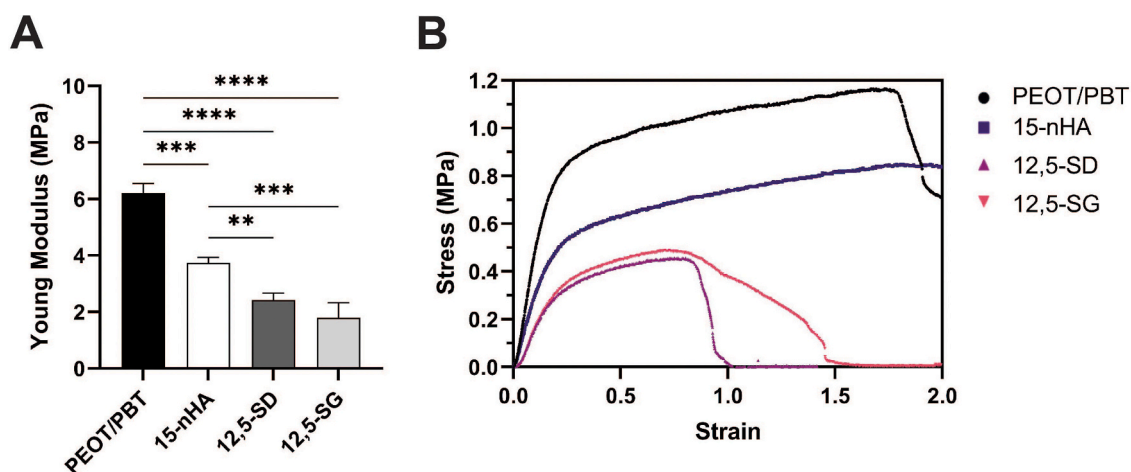 A
Young Modulus (MPa)
10
8
6
4
2
0
****
****
***
***
**
PEOT/PBT
15-nHA
12,5-SD
12,5-SG
B
Stress (MPa)
1.2
1.0
0.8
0.6
0.4
0.2
0.0
0.0
0.5
1.0
1.5
2.0
Strain
PEOT/PBT
15-nHA
12,5-SD
12,5-SG